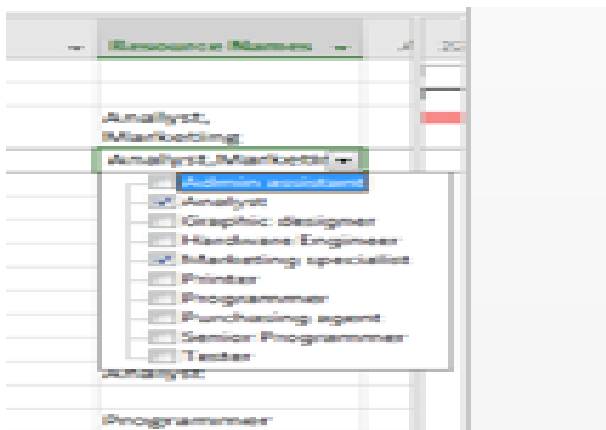 Resource Names
Analyst,
Marketing
Analyst,Marketi
Admin assistant
Analyst
Graphic designer
Hardware Engineer
Marketing specialist
Printer
Programmer
Purchasing agent
Senior Programmer
Tester
Analyst
Programmer